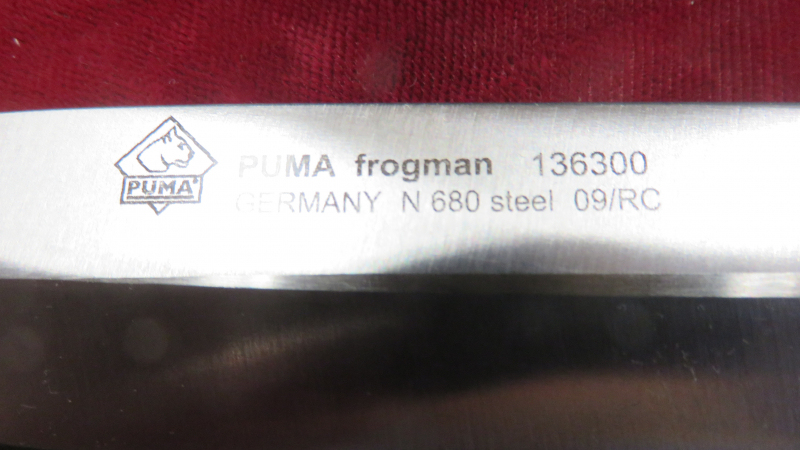 PUMA®
PUMA frogman 136300
GERMANY N 680 steel 09/RC